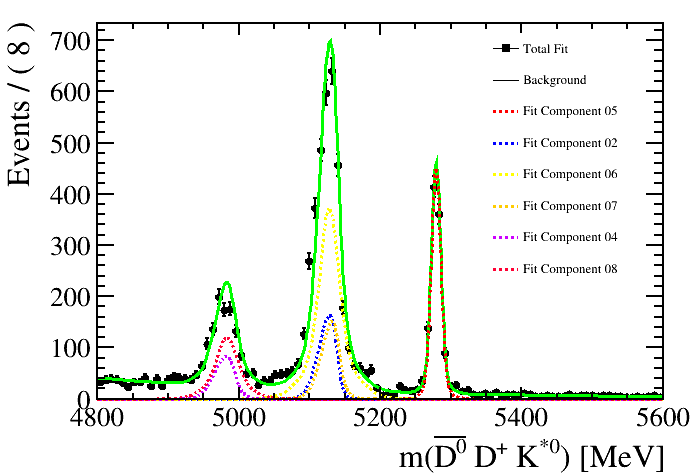 Events / ( 8 )
700
600
500
400
300
200
100
0
Total Fit
Background
Fit Component 05
Fit Component 02
Fit Component 06
Fit Component 07
Fit Component 04
Fit Component 08
4800 5000 5200 5400 5600
m(D⁰ D⁺ K*⁰) [MeV]